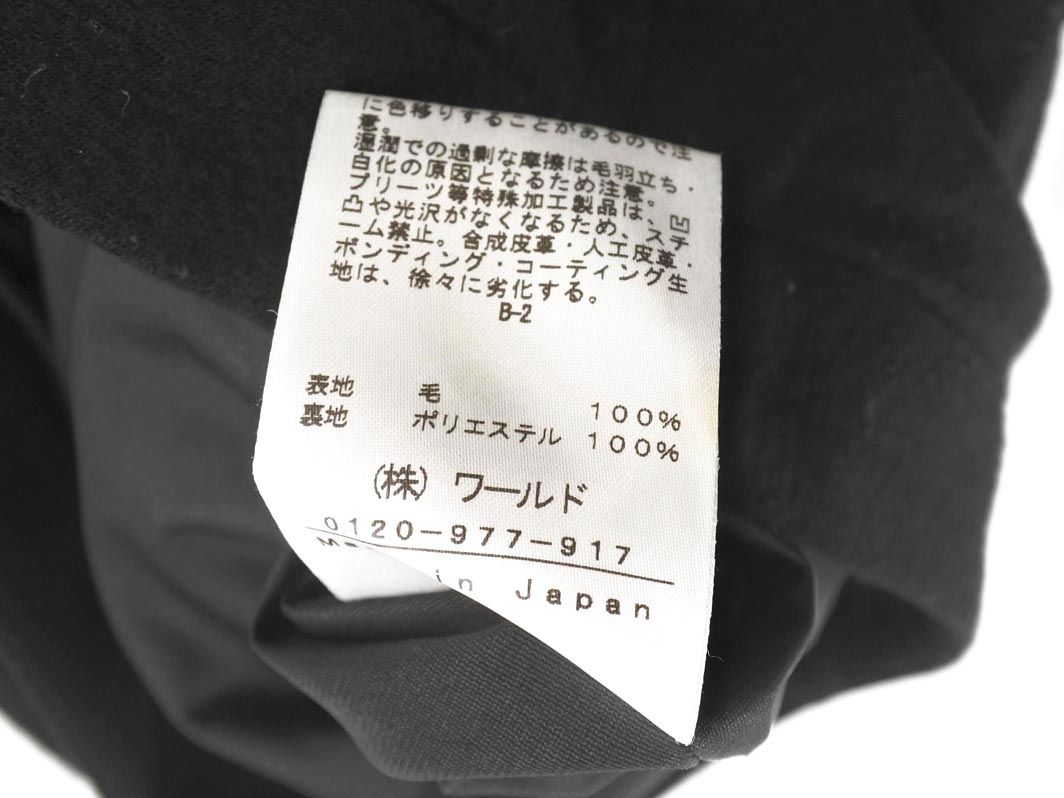 に色移りすることがあるので注
意。
湿潤での過剰な摩擦は毛羽立ち・
白化の原因となるため注意。
プリーツ等特殊加工製品は、凹
凸や光沢がなくなるため、スチ
ーム禁止。合成皮革・人工皮革・
ボンディング・コーティング生
地は、徐々に劣化する。
B-2
表地 毛 100%
裏地 ポリエステル 100%
(株) ワールド
0120-977-917
in Japan